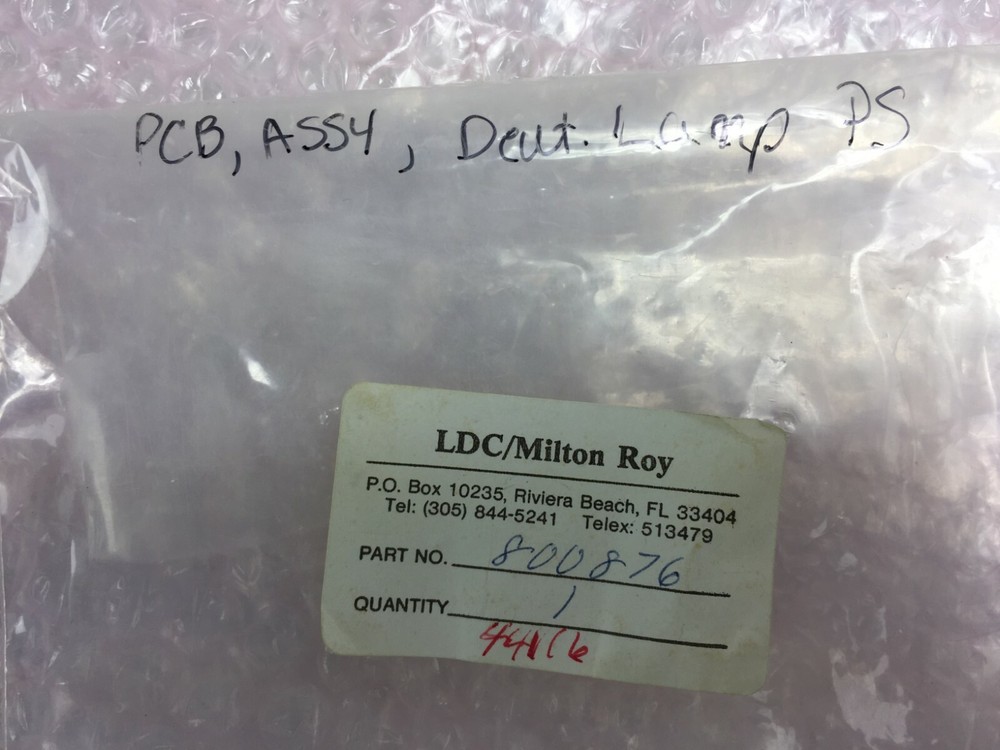 PCB, ASSY, Deut. Lamp PS
LDC/Milton Roy
P.O. Box 10235, Riviera Beach, FL 33404
Tel: (305) 844-5241 Telex: 513479
PART NO. 800876
QUANTITY 1